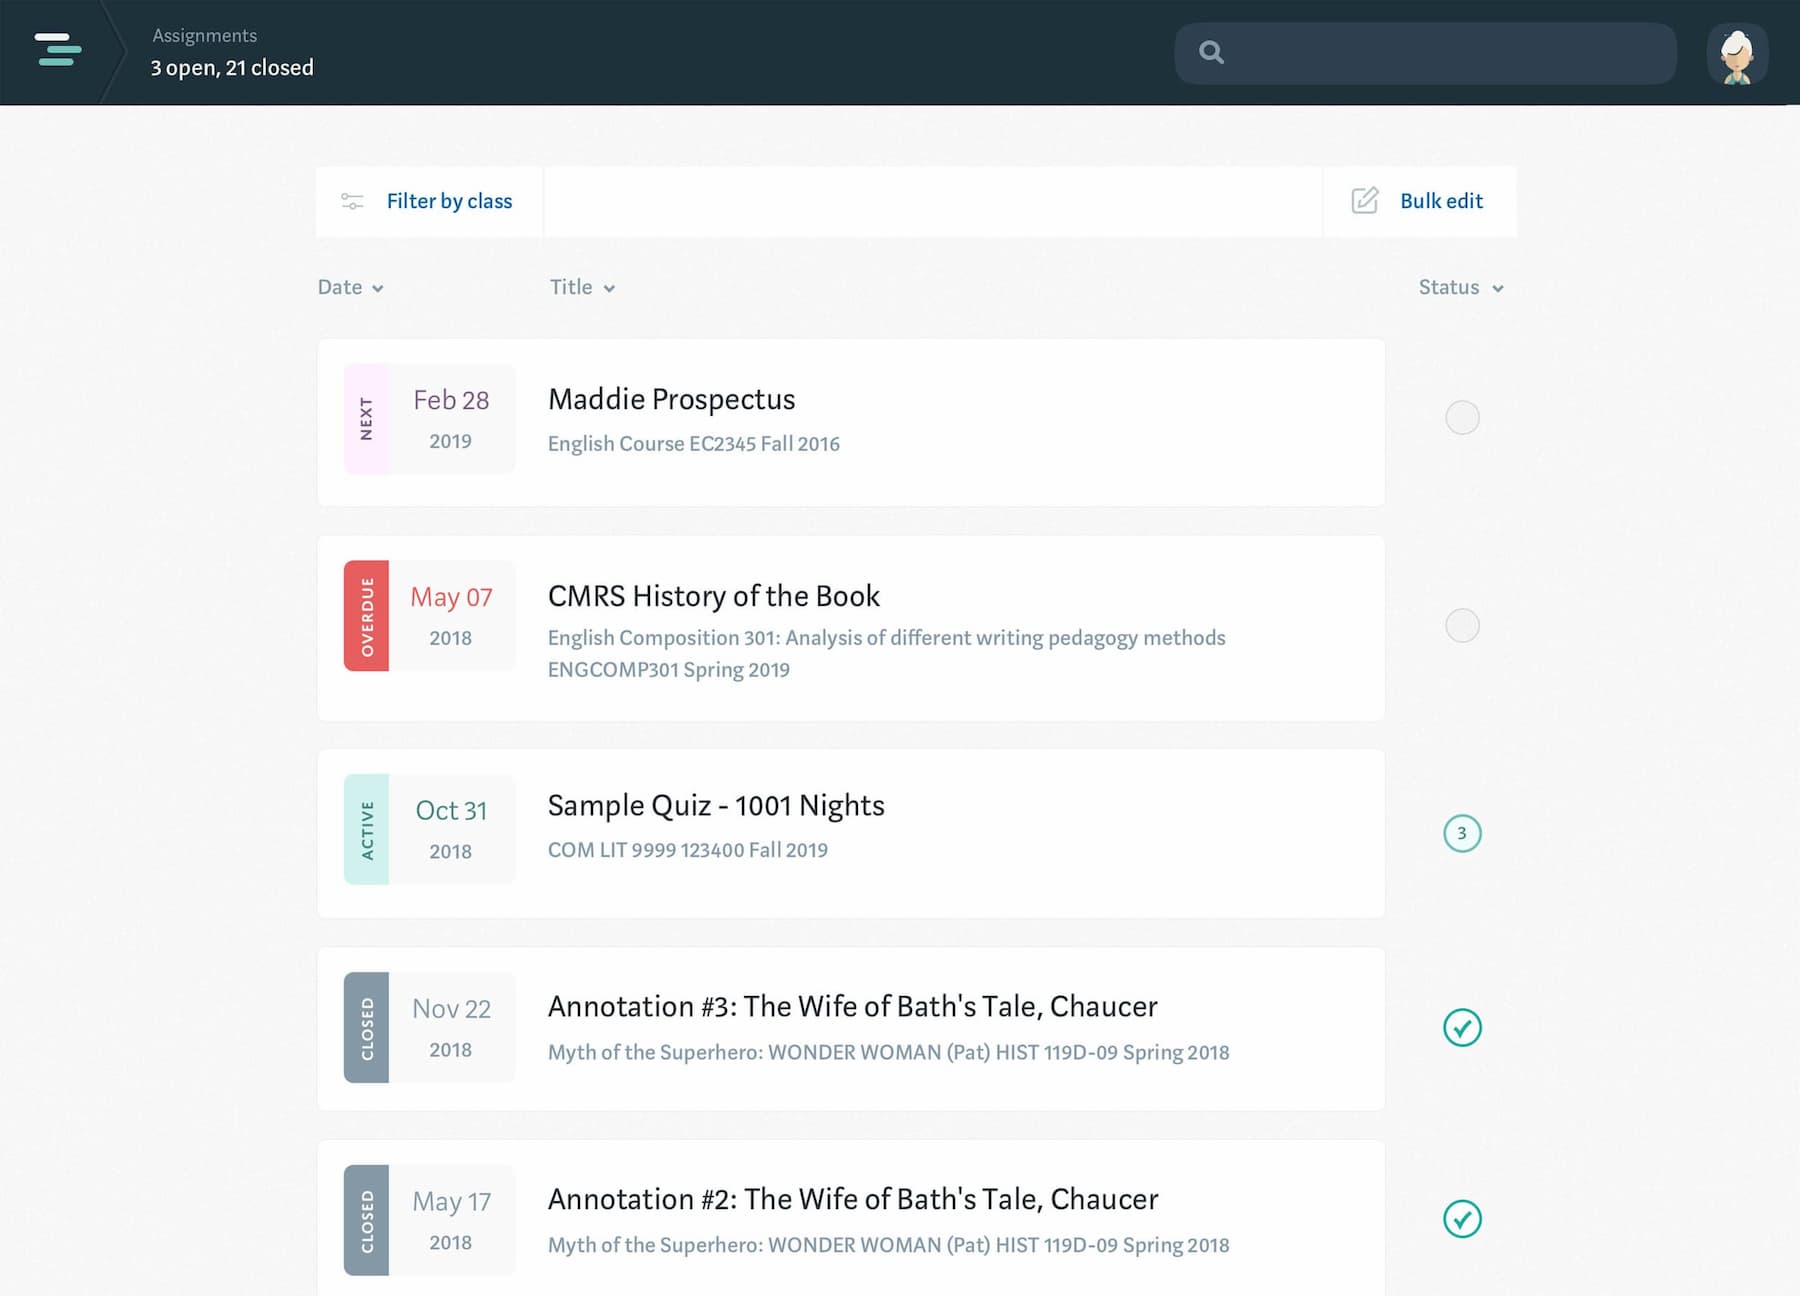 Assignments
3 open, 21 closed
Filter by class
Bulk edit
Date
Title
Status
NEXT
Feb 28
2019
Maddie Prospectus
English Course EC2345 Fall 2016
OVERDUE
May 07
2018
CMRS History of the Book
English Composition 301: Analysis of different writing pedagogy methods
ENGCOMP301 Spring 2019
ACTIVE
Oct 31
2018
Sample Quiz - 1001 Nights
COM LIT 9999 123400 Fall 2019
3
CLOSED
Nov 22
2018
Annotation #3: The Wife of Bath's Tale, Chaucer
Myth of the Superhero: WONDER WOMAN (Pat) HIST 119D-09 Spring 2018
CLOSED
May 17
2018
Annotation #2: The Wife of Bath's Tale, Chaucer
Myth of the Superhero: WONDER WOMAN (Pat) HIST 119D-09 Spring 2018